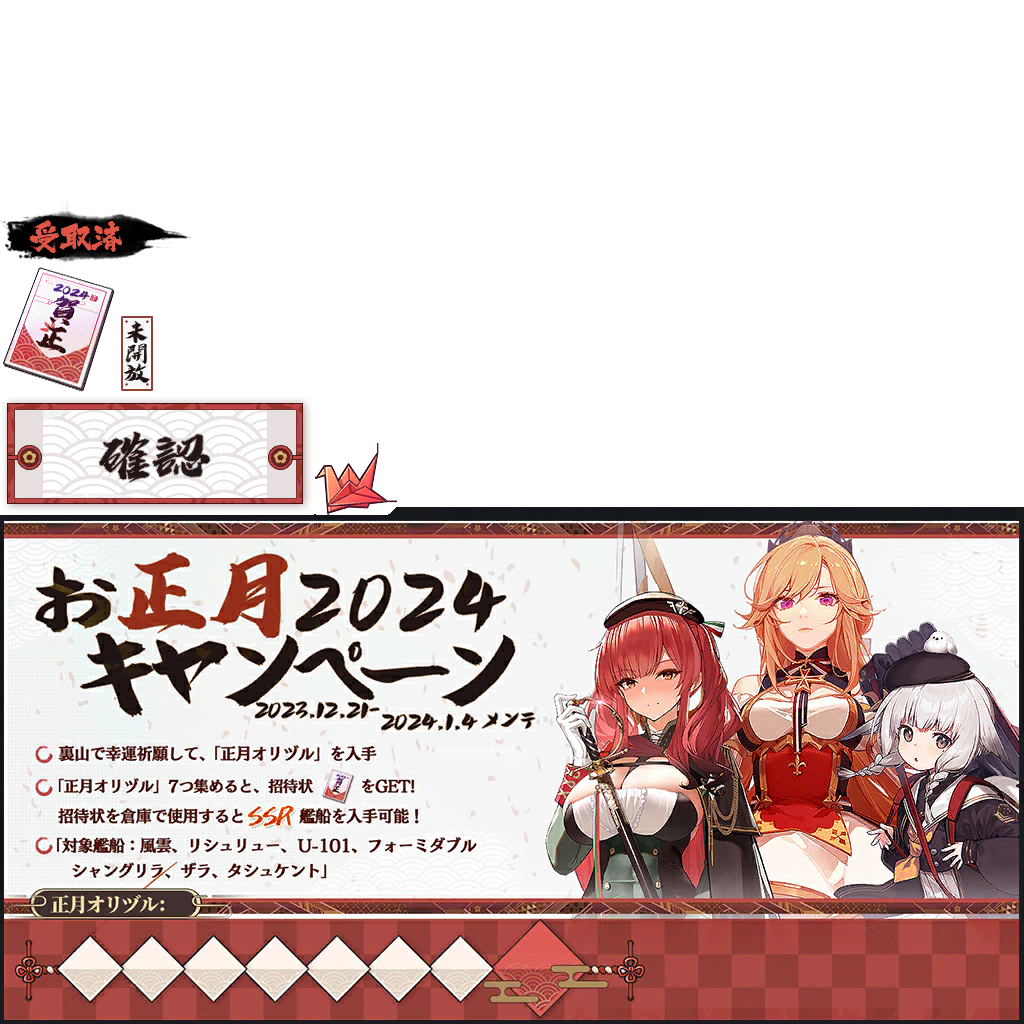 受取済
2024
賀正
未開放
確認
お正月2024
キャンペーン
2023.12.21-
2024.1.4 メンテ
裏山で幸運祈願して、「正月オリヅル」を入手
「正月オリヅル」7つ集めると、招待状 をGET!
招待状を倉庫で使用すると SSR 艦船を入手可能！
「対象艦船：風雲、リシュリュー、U-101、フォーミダブル
シャングリラ、ザラ、タシュケント」
正月オリヅル: